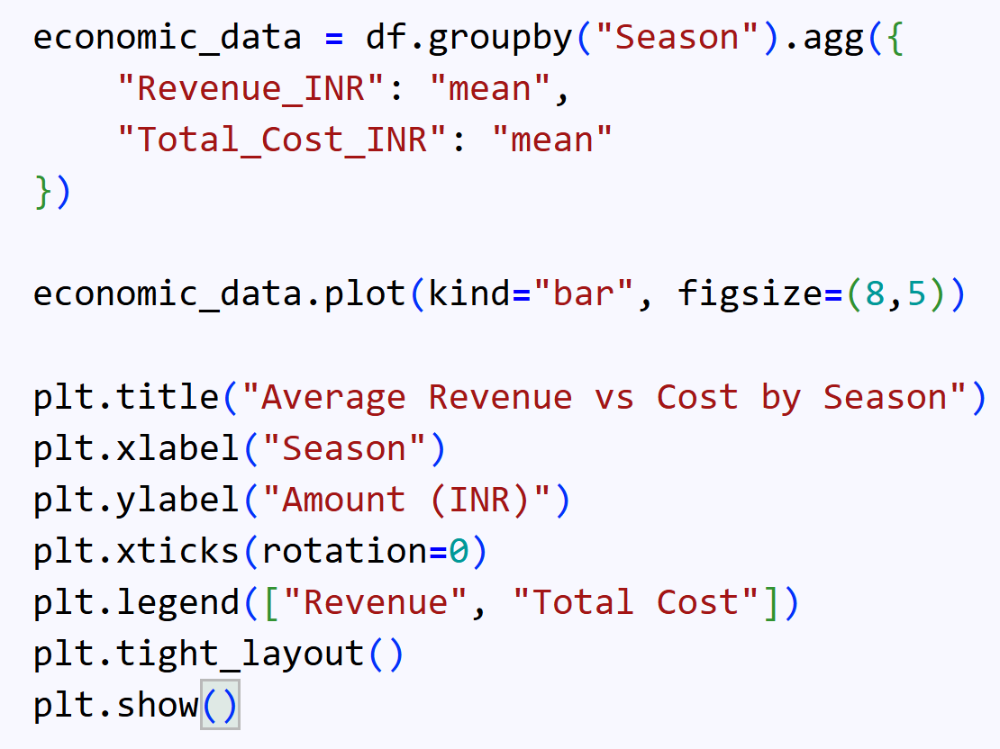 economic_data = df.groupby("Season").agg({
    "Revenue_INR": "mean",
    "Total_Cost_INR": "mean"
})

economic_data.plot(kind="bar", figsize=(8,5))

plt.title("Average Revenue vs Cost by Season")
plt.xlabel("Season")
plt.ylabel("Amount (INR)")
plt.xticks(rotation=0)
plt.legend(["Revenue", "Total Cost"])
plt.tight_layout()
plt.show()